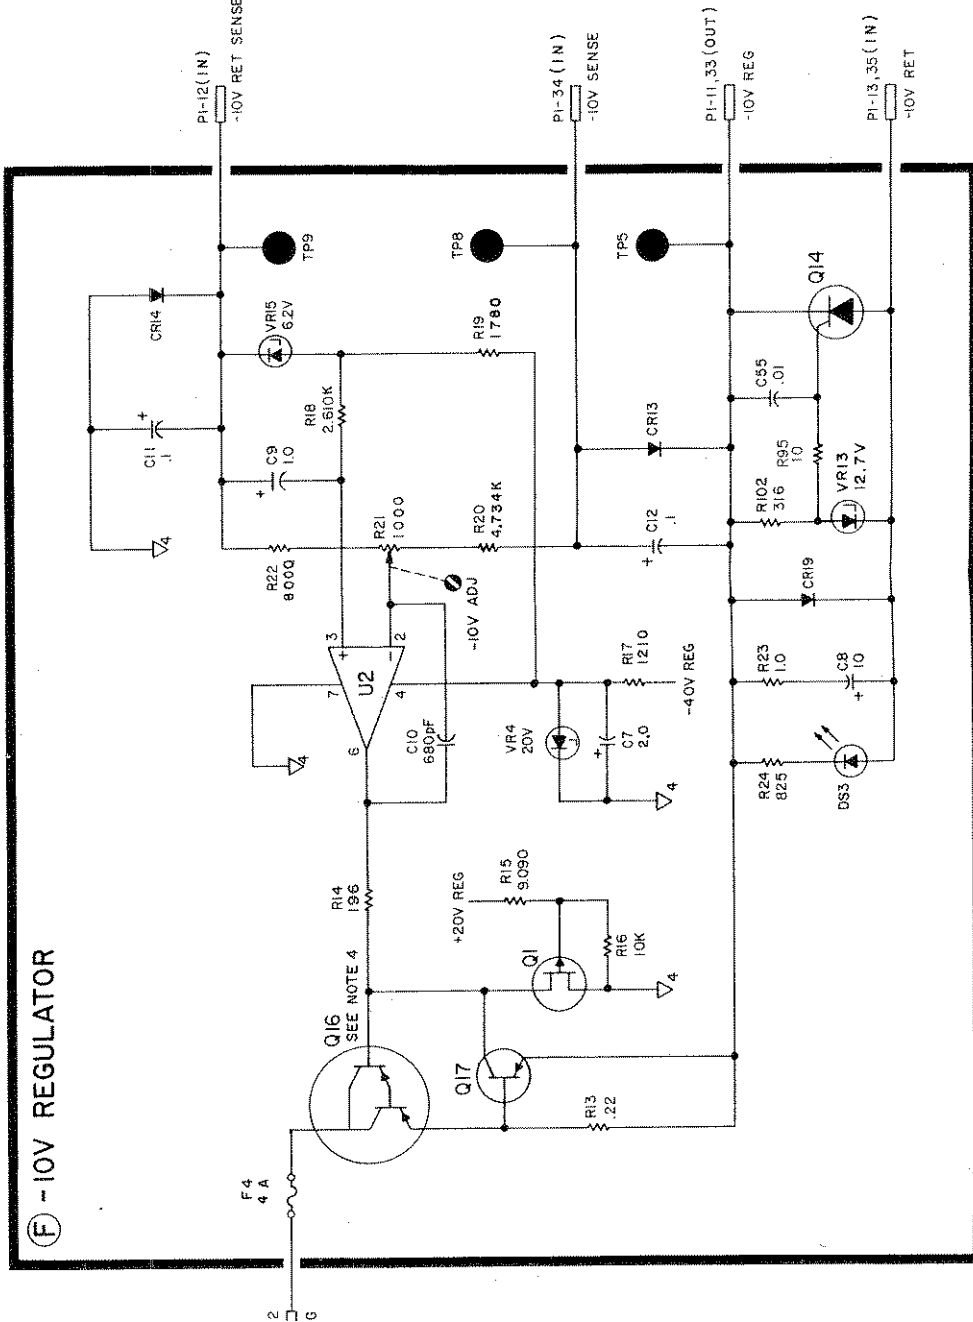 F -10V REGULATOR
2
G
F4
4 A
Q16
SEE NOTE 4
R14
196
Q17
R13
.22
+20V REG
R15
9.090
Q1
R16
10K
4
4
U2
7
3
+
2
-
4
6
C10
680pF
-10V ADJ
VR4
20V
C7
2.0
+
4
R17
1210
-40V REG
4
C11
.1
+
CR14
R22
800Ω
C9
1.0
+
R21
1000
R18
2.610K
VR15
6.2V
R20
4.734K
R19
1780
TP9
TP8
TP5
C12
.1
+
CR13
R24
825
DS3
R23
1.0
C8
10
+
CR19
R102
316
VR13
12.7V
R95
10
C55
.01
Q14
P1-12(IN)
-10V RET SENSE
P1-34(IN)
-10V SENSE
P1-11,33(OUT)
-10V REG
P1-13,35(IN)
-10V RET